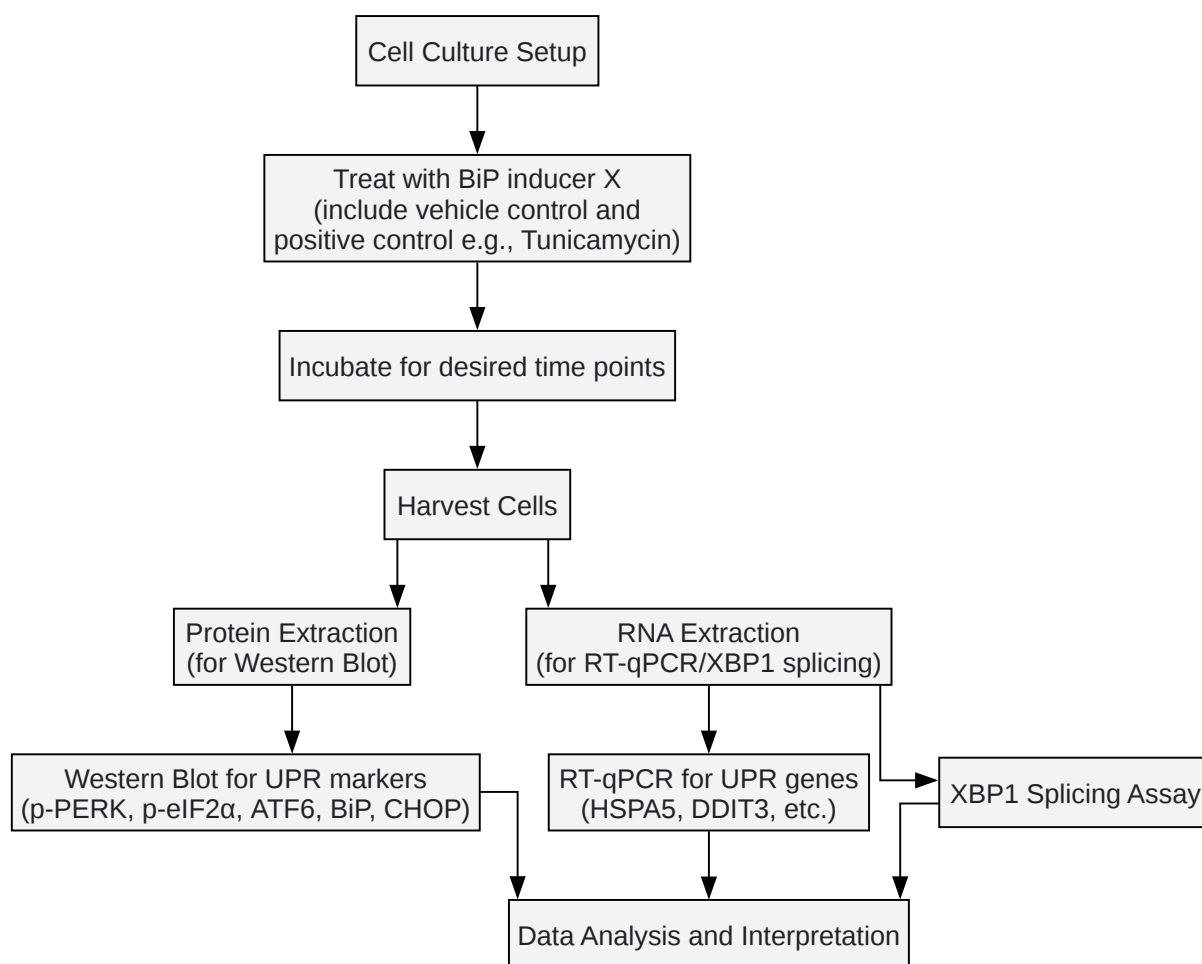 Cell Culture Setup
Treat with BiP inducer X
(include vehicle control and
positive control e.g., Tunicamycin)
Incubate for desired time points
Harvest Cells
Protein Extraction
(for Western Blot)
RNA Extraction
(for RT-qPCR/XBP1 splicing)
Western Blot for UPR markers
(p-PERK, p-eIF2α, ATF6, BiP, CHOP)
RT-qPCR for UPR genes
(HSPA5, DDIT3, etc.)
XBP1 Splicing Assay
Data Analysis and Interpretation